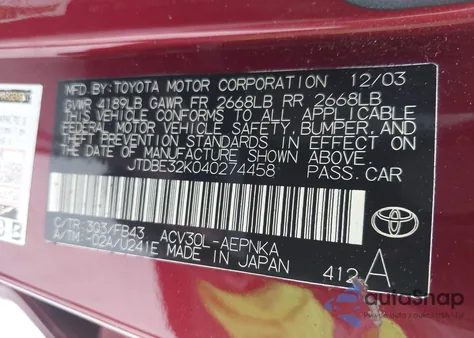 MFD. BY: TOYOTA MOTOR CORPORATION 12/03
GVWR 4189LB GAWR FR 2668LB RR 2668LB
THIS VEHICLE CONFORMS TO ALL APPLICABLE
FEDERAL MOTOR VEHICLE SAFETY, BUMPER, AND
THEFT PREVENTION STANDARDS IN EFFECT ON
THE DATE OF MANUFACTURE SHOWN ABOVE.
JTDBE32K040274458 PASS.CAR
C/TR: 3Q3/FB43 ACV30L-AEPNKA
A/TM: -02A/U241E MADE IN JAPAN
412 A
TOYOTA
autosnap